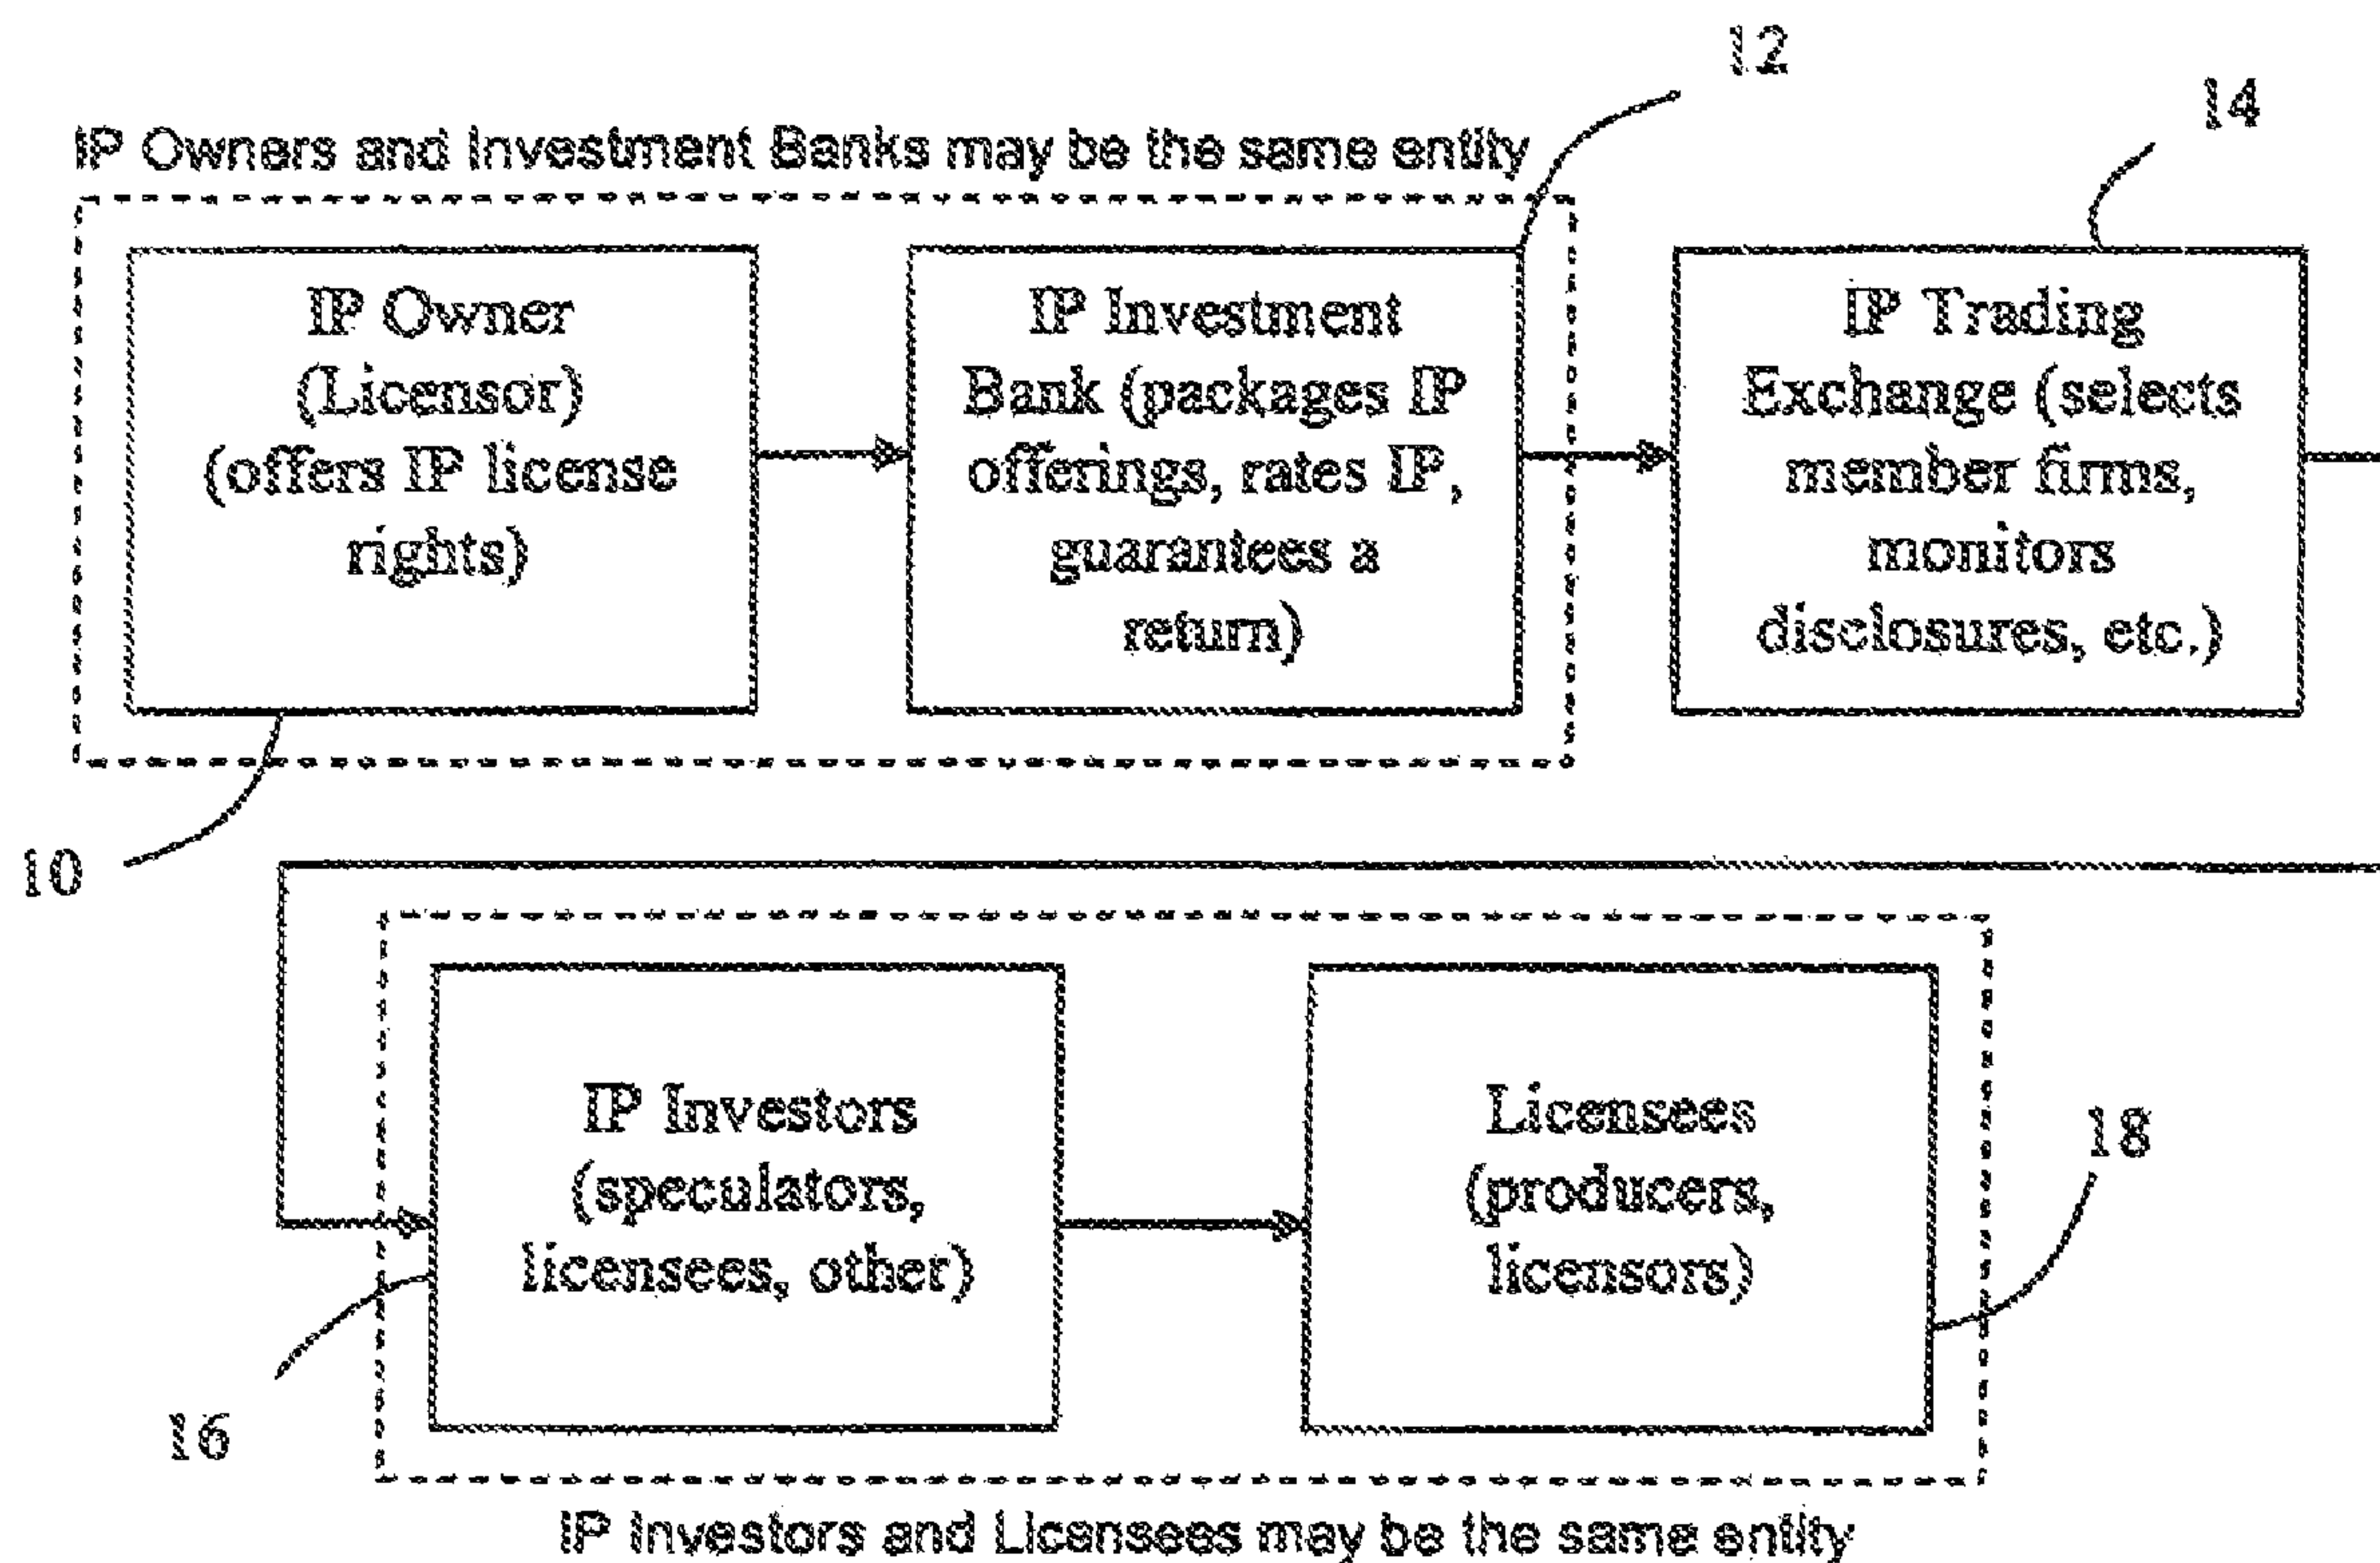 12
14
IP Owners and Investment Banks may be the same entity
IP Owner
(Licensor)
(offers IP license
rights)
IP Investment
Bank (packages IP
offerings, rates IP,
guarantees a
return)
IP Trading
Exchange (selects
member firms,
monitors
disclosures, etc.)
10
IP Investors
(speculators,
licensees, other)
Licensees
(producers,
licensors)
18
16
IP Investors and Licensees may be the same entity